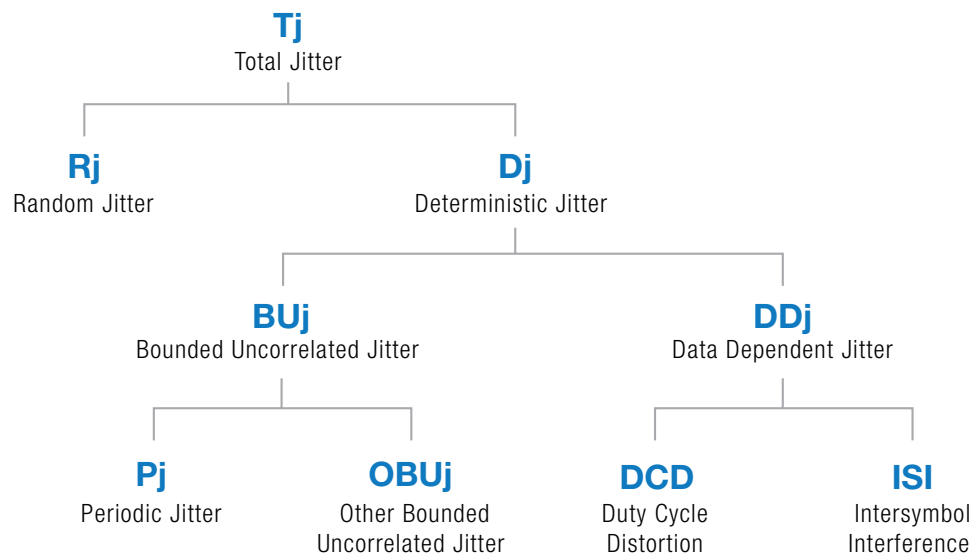 Tj
Total Jitter
Rj
Random Jitter
Dj
Deterministic Jitter
BUj
Bounded Uncorrelated Jitter
DDj
Data Dependent Jitter
Pj
Periodic Jitter
OBUj
Other Bounded
Uncorrelated Jitter
DCD
Duty Cycle
Distortion
ISI
Intersymbol
Interference